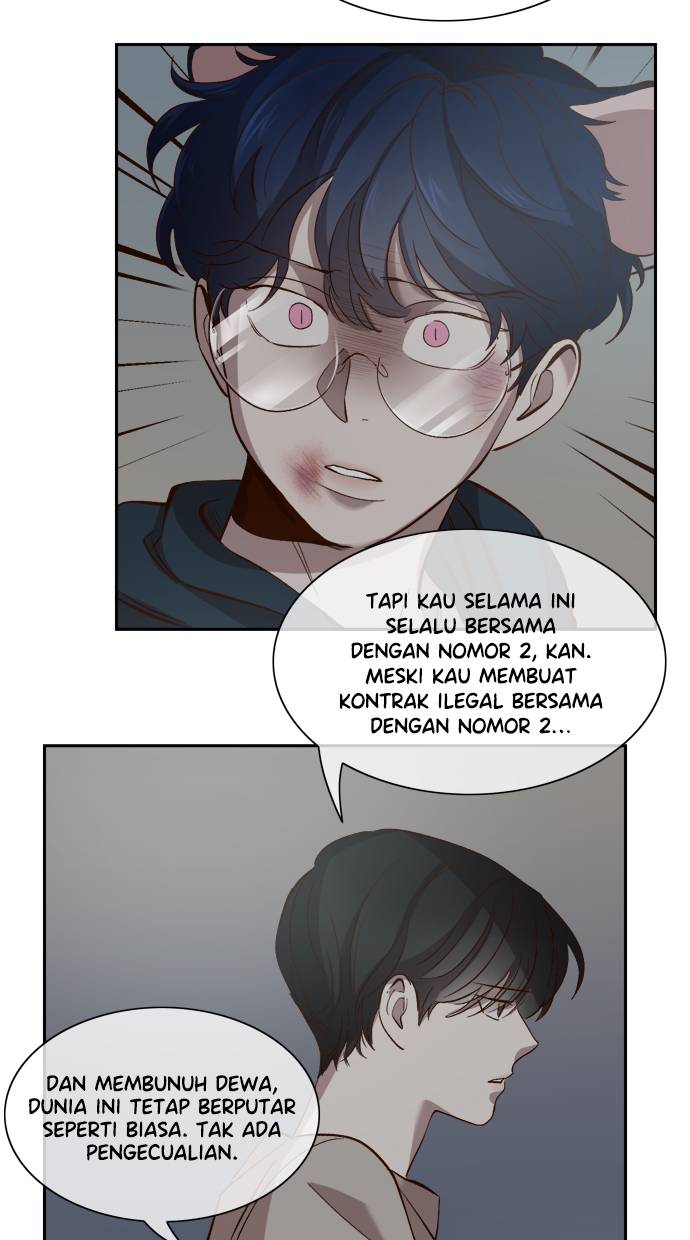 TAPI KAU SELAMA INI
SELALU BERSAMA
DENGAN NOMOR 2, KAN.
MESKI KAU MEMBUAT
KONTRAK ILEGAL BERSAMA
DENGAN NOMOR 2...
DAN MEMBUNUH DEWA,
DUNIA INI TETAP BERPUTAR
SEPERTI BIASA. TAK ADA
PENGECUALIAN.